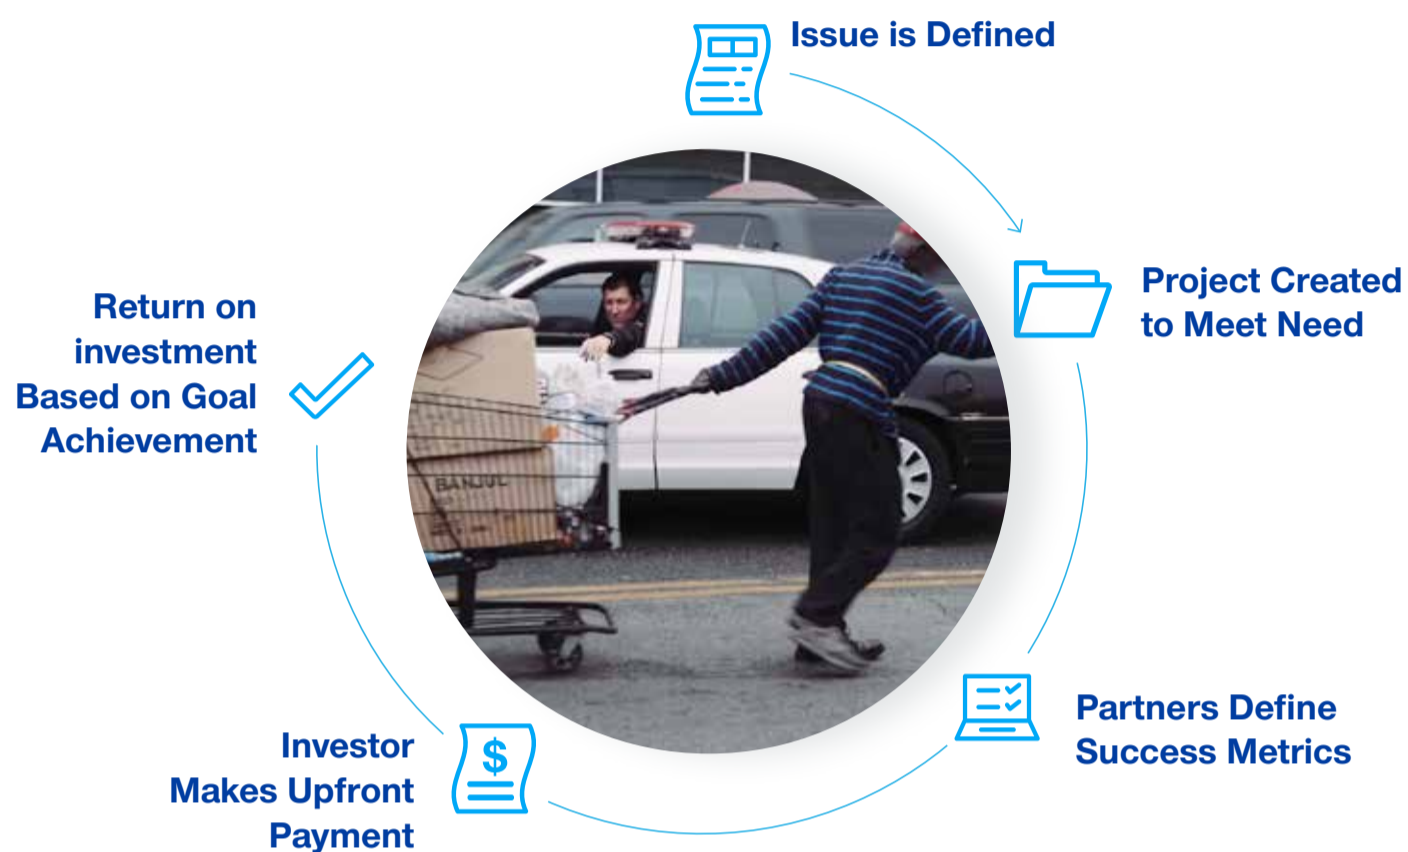 Issue is Defined
Project Created
to Meet Need
Partners Define
Success Metrics
Investor
Makes Upfront
Payment
Return on
investment
Based on Goal
Achievement
$
BANJUL